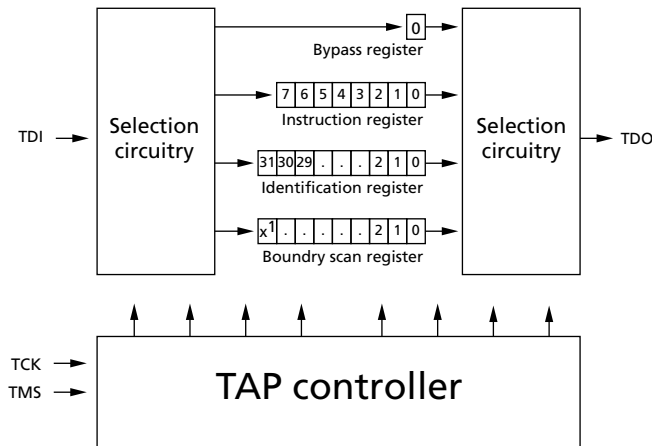 0
Bypass register
7 6 5 4 3 2 1 0
Instruction register
TDI
Selection
circuitry
Selection
circuitry
TDO
31 30 29 . . . 2 1 0
Identification register
x1 . . . . . 2 1 0
Boundry scan register
TCK
TMS
TAP controller